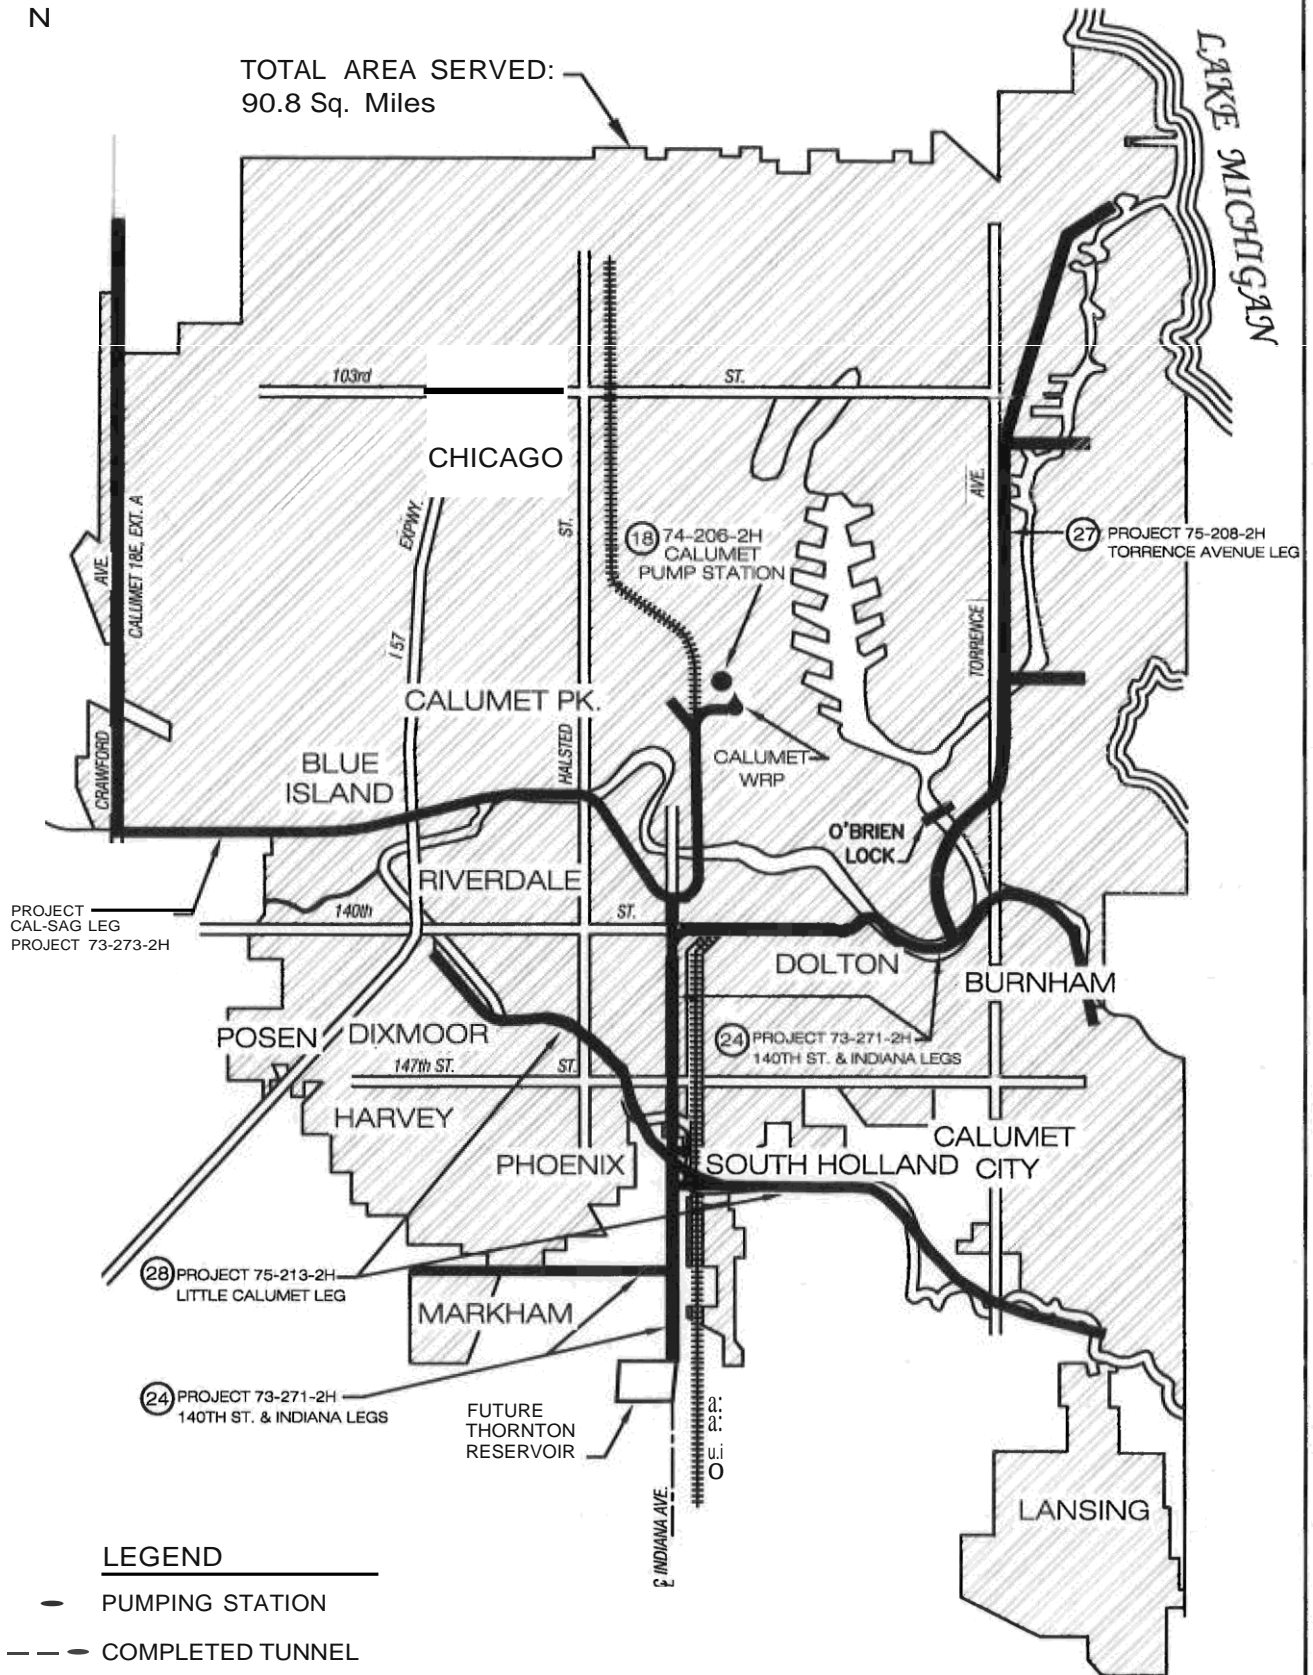 N
TOTAL AREA SERVED:
90.8 Sq. Miles
LAKE MICHIGAN
103rd
ST.
CHICAGO
EXPWY.
I 57
ST.
HALSTED
AVE.
TORRENCE
AVE.
CRAWFORD
CALUMET 18E, EXT. A
18 74-206-2H
CALUMET
PUMP STATION
27 PROJECT 75-208-2H
TORRENCE AVENUE LEG
CALUMET PK.
BLUE
ISLAND
CALUMET
WRP
O'BRIEN
LOCK
RIVERDALE
PROJECT
CAL-SAG LEG
PROJECT 73-273-2H
140th
ST.
DOLTON
BURNHAM
POSEN
DIXMOOR
24 PROJECT 73-271-2H
140TH ST. & INDIANA LEGS
147th ST.
ST.
HARVEY
PHOENIX
SOUTH HOLLAND
CALUMET
CITY
28 PROJECT 75-213-2H
LITTLE CALUMET LEG
MARKHAM
24 PROJECT 73-271-2H
140TH ST. & INDIANA LEGS
FUTURE
THORNTON
RESERVOIR
a:
a:
u.i
O
℄ INDIANA AVE.
LANSING
LEGEND
PUMPING STATION
COMPLETED TUNNEL